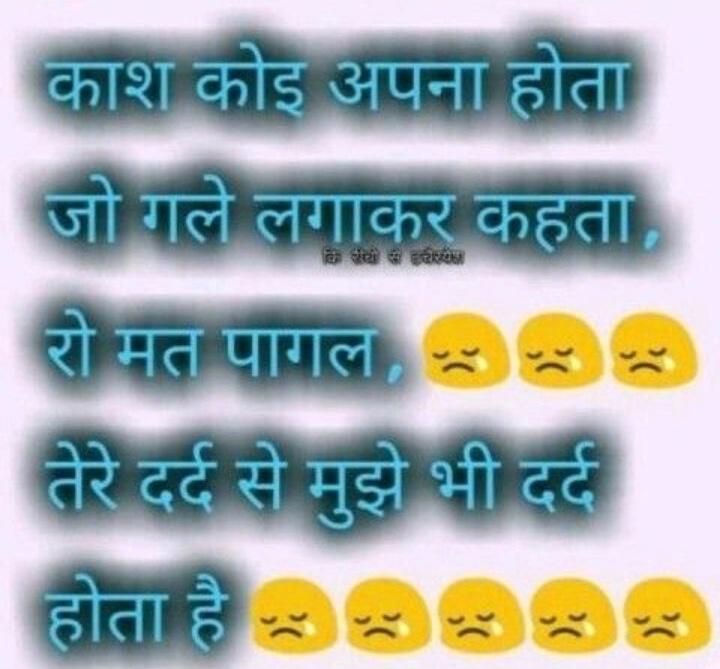 काश कोइ अपना होता
जो गले लगाकर कहता,
रो मत पागल, 😢😢😢
तेरे दर्द से मुझे भी दर्द
होता है 😢😢😢😢😢